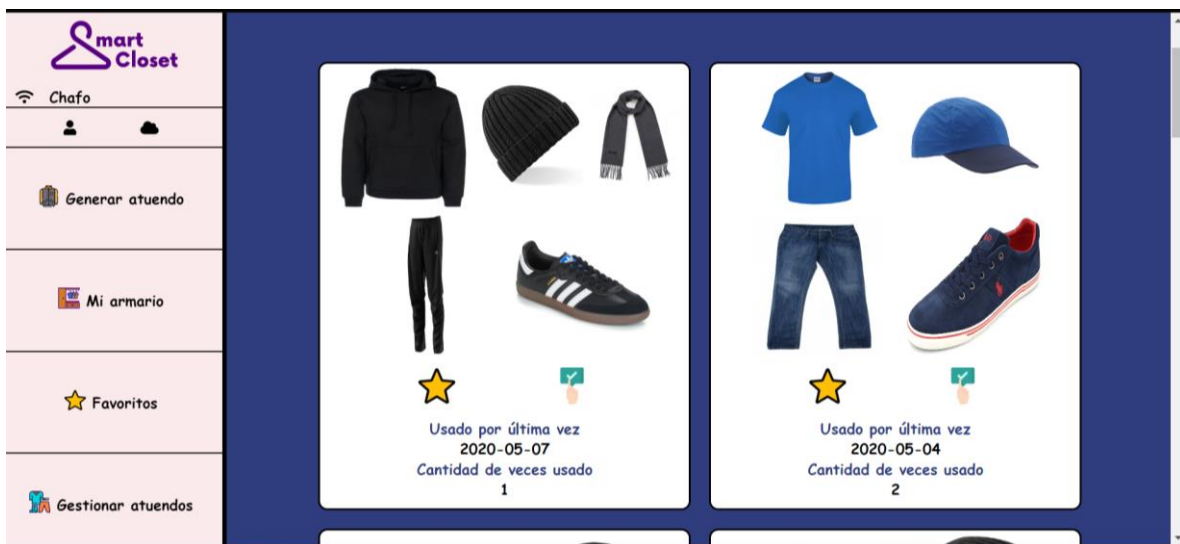 Smart
Closet
Chafo
Generar atuendo
Mi armario
Favoritos
Gestionar atuendos
Usado por última vez
2020-05-07
Cantidad de veces usado
1
Usado por última vez
2020-05-04
Cantidad de veces usado
2